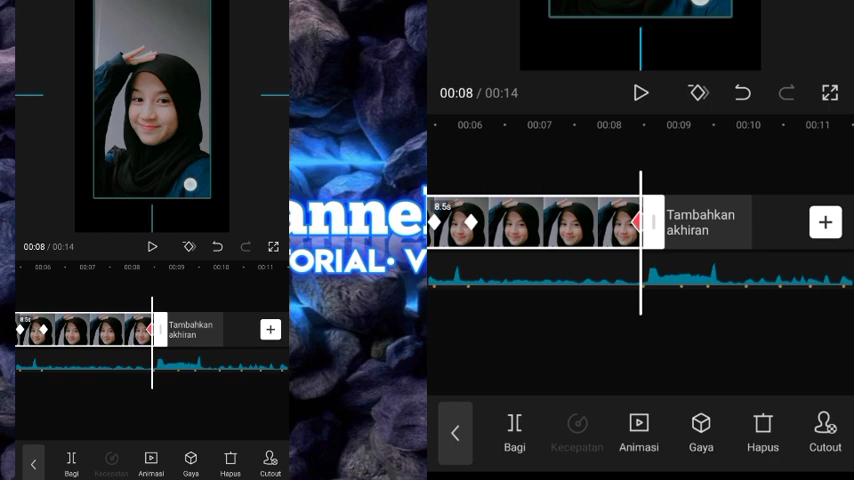 00:08 / 00:14
00:06 00:07 00:08 00:09 00:10 00:11
8.5s
Tambahkan
akhiran
Bagi Kecepatan Animasi Gaya Hapus Cutout
anne
ORIAL· V
00:08 / 00:14
00:06 00:07 00:08 00:09 00:10 00:11
8.5s
Tambahkan
akhiran
Bagi Kecepatan Animasi Gaya Hapus Cutout